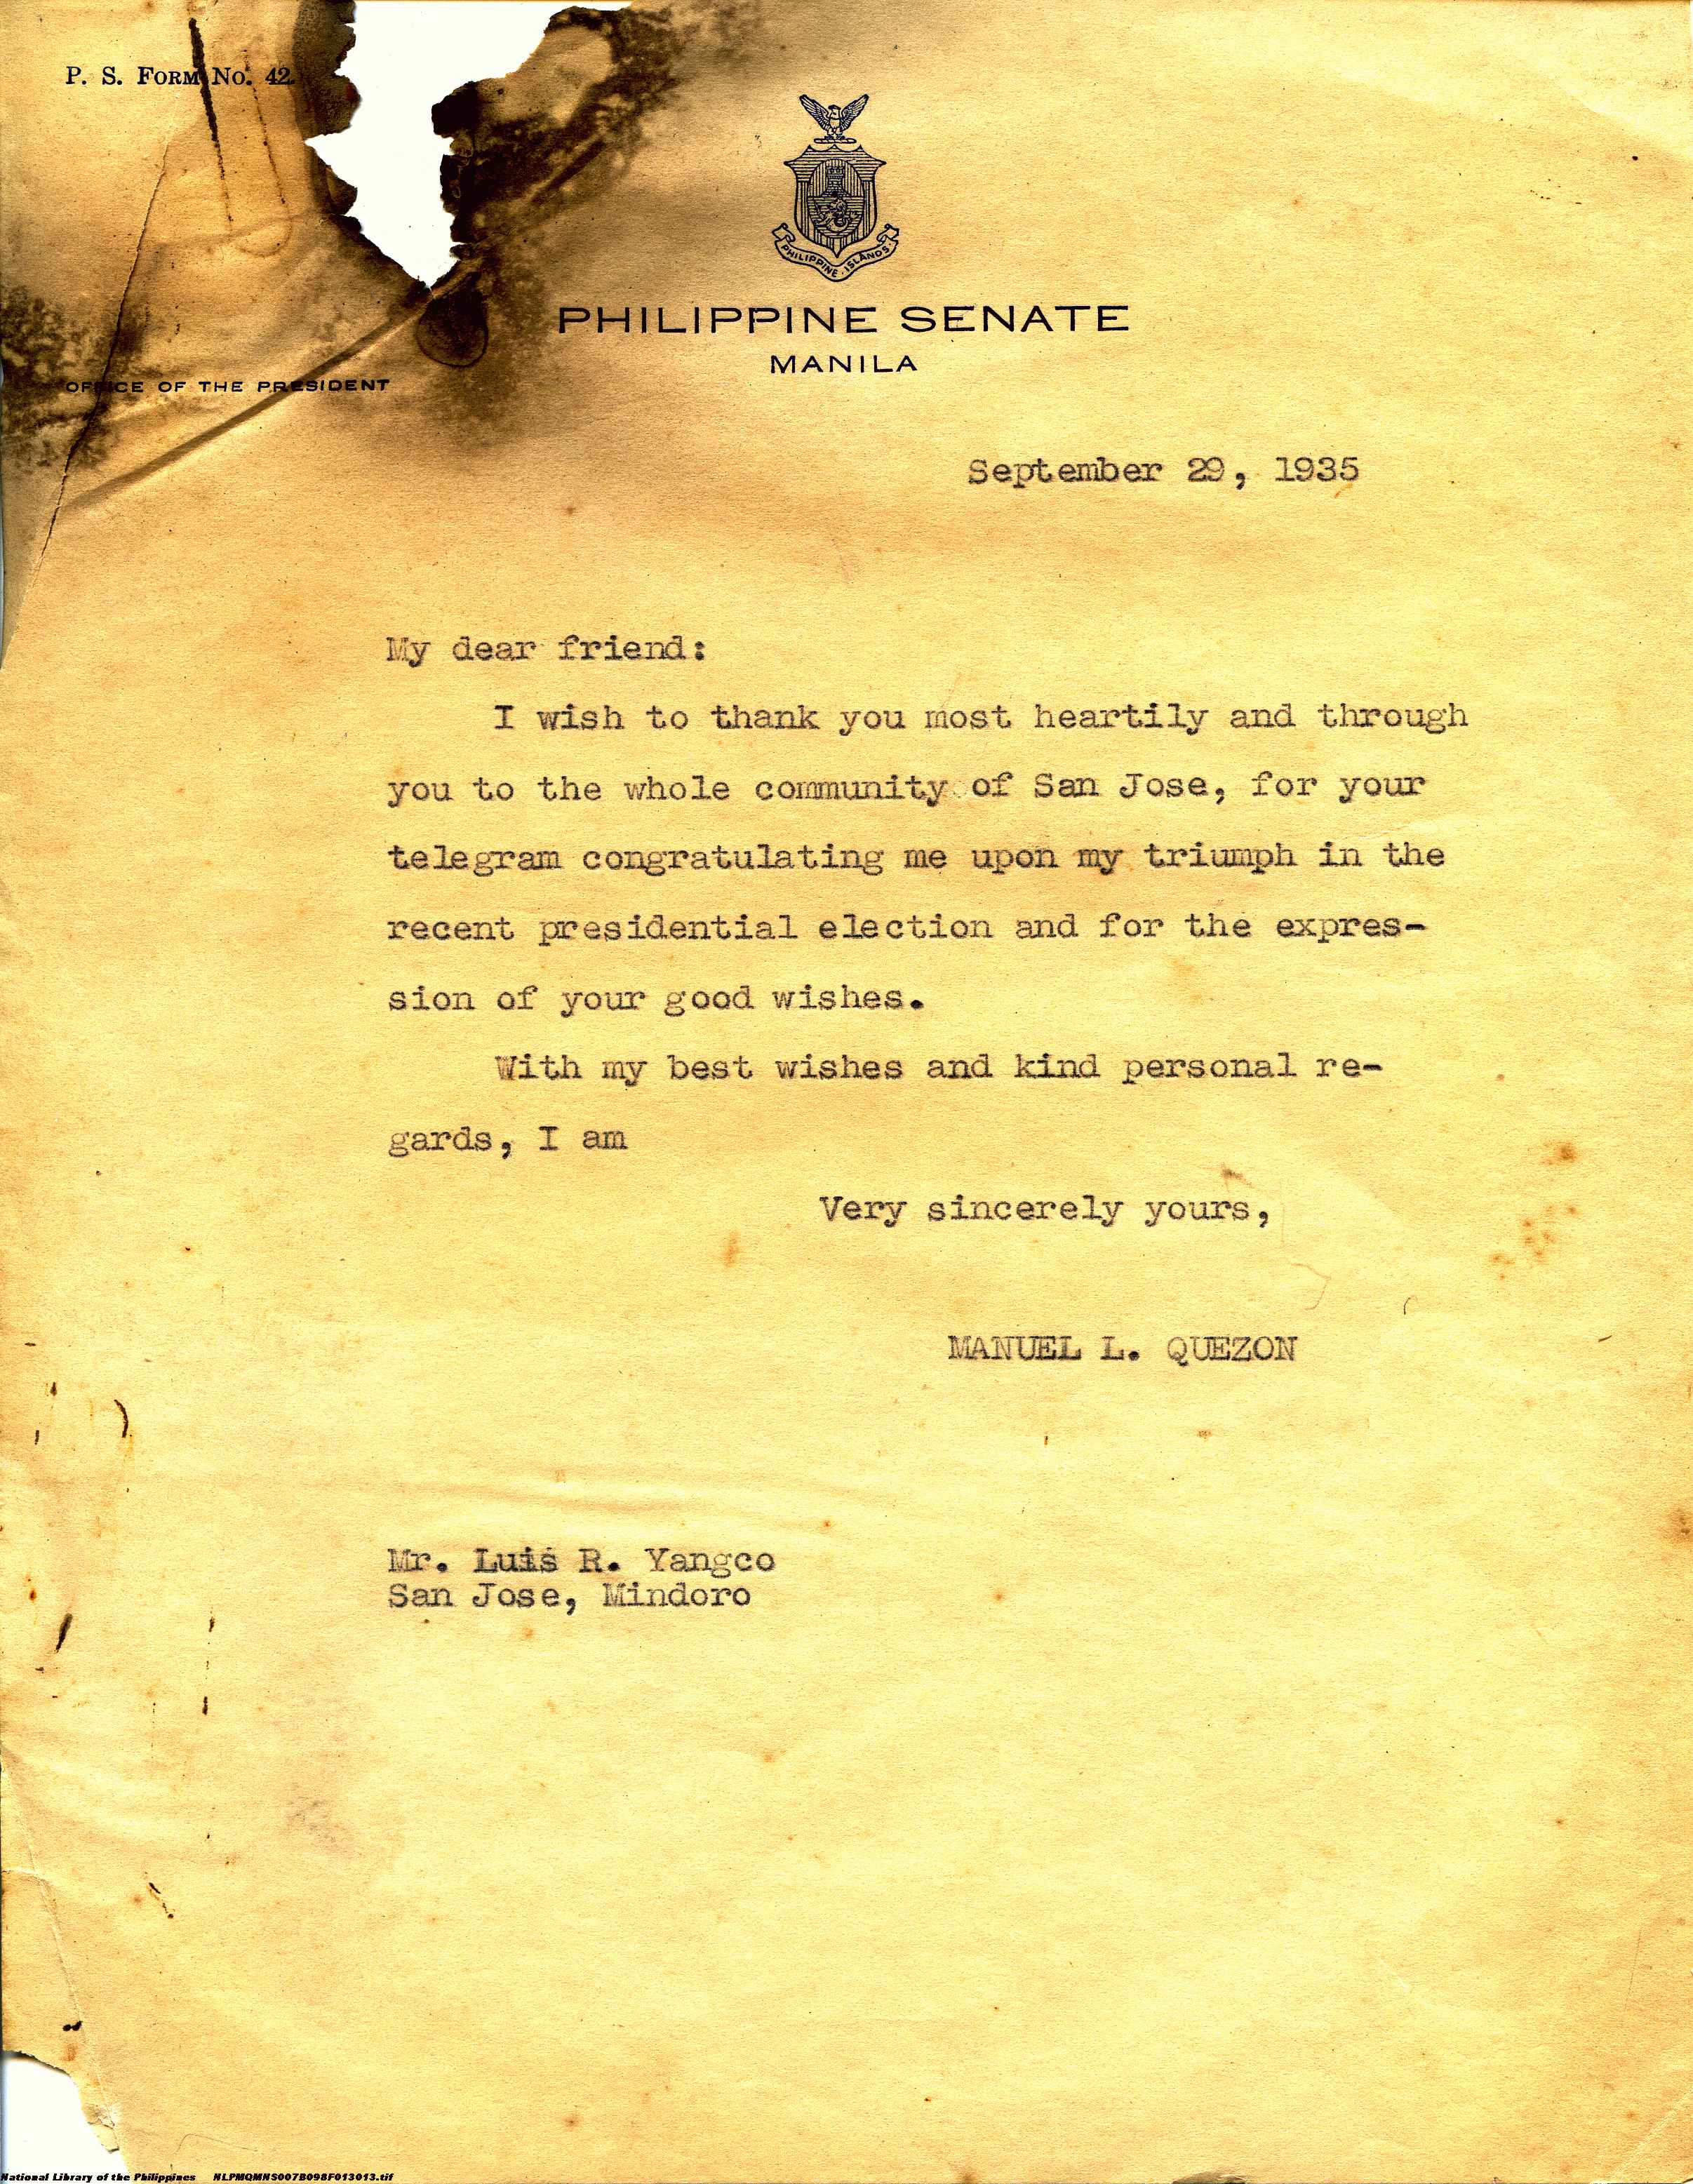 P. S. FORM No. 42
PHILIPPINE ISLANDS
PHILIPPINE SENATE
MANILA
OFFICE OF THE PRESIDENT
September 29, 1935
My dear friend:
I wish to thank you most heartily and through
you to the whole community of San Jose, for your
telegram congratulating me upon my triumph in the
recent presidential election and for the expres-
sion of your good wishes.
With my best wishes and kind personal re-
gards, I am
Very sincerely yours,
MANUEL L. QUEZON
Mr. Luis R. Yangco
San Jose, Mindoro
National Library of the Philippines NLPMQMNS007B098F013013.tif